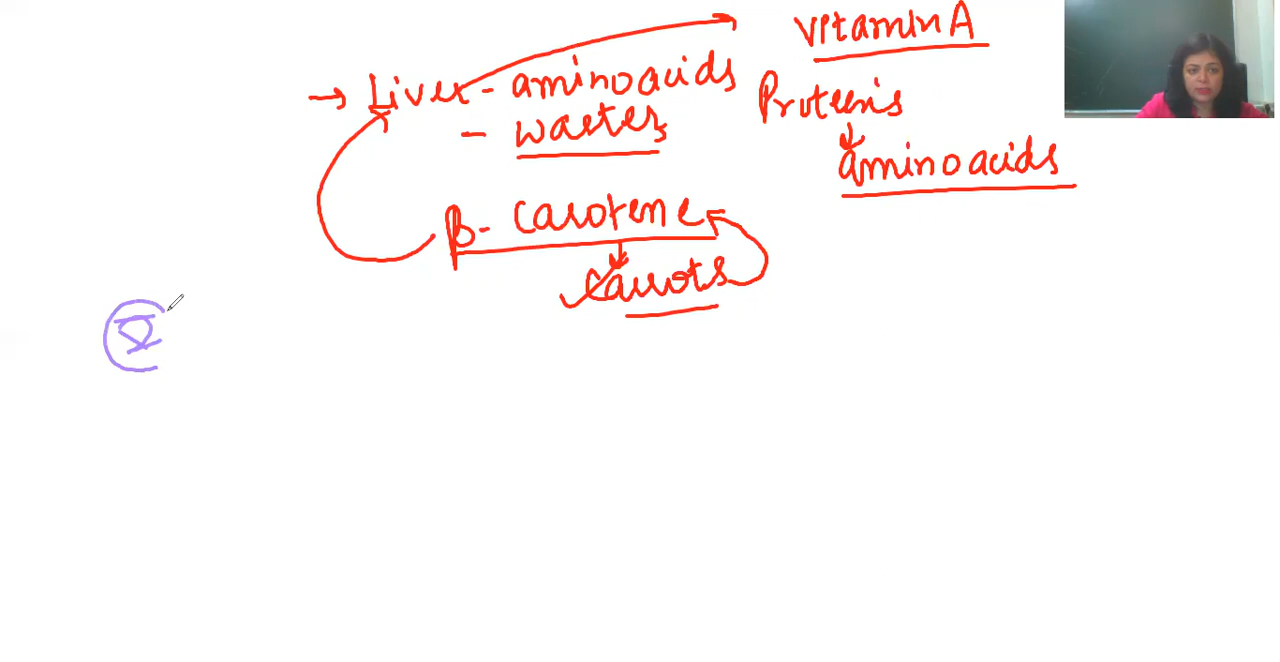 vitamin A
→ Liver - aminoacids
- wastes
Proteins
↓
aminoacids
β- carotene
↓
carrots